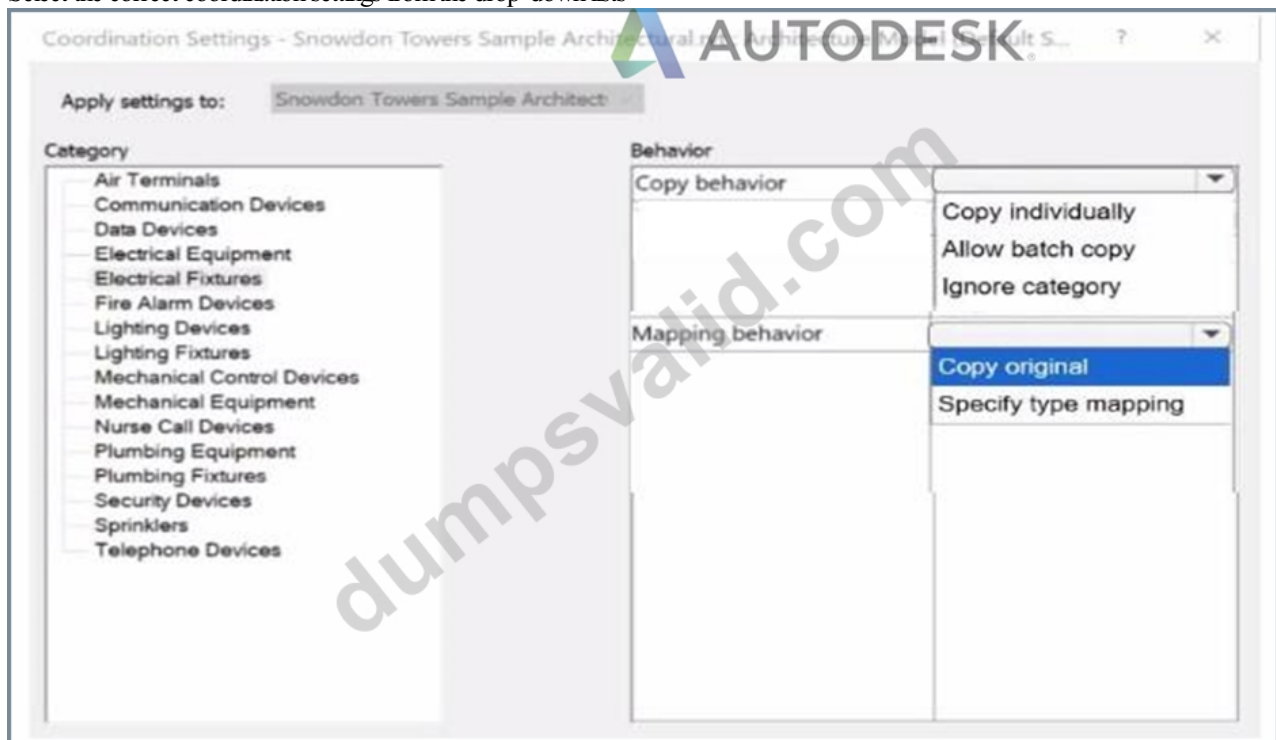 Select the correct coordination settings from the drop-down lists
Coordination Settings - Snowdon Towers Sample Architectural.rvt : Architecture Model (Default S... ? ×
AUTODESK®
Apply settings to: Snowdon Towers Sample Architect
Category
Air Terminals
Communication Devices
Data Devices
Electrical Equipment
Electrical Fixtures
Fire Alarm Devices
Lighting Devices
Lighting Fixtures
Mechanical Control Devices
Mechanical Equipment
Nurse Call Devices
Plumbing Equipment
Plumbing Fixtures
Security Devices
Sprinklers
Telephone Devices
Behavior
Copy behavior
Copy individually
Allow batch copy
Ignore category
Mapping behavior
Copy original
Specify type mapping
dumpsvalid.com